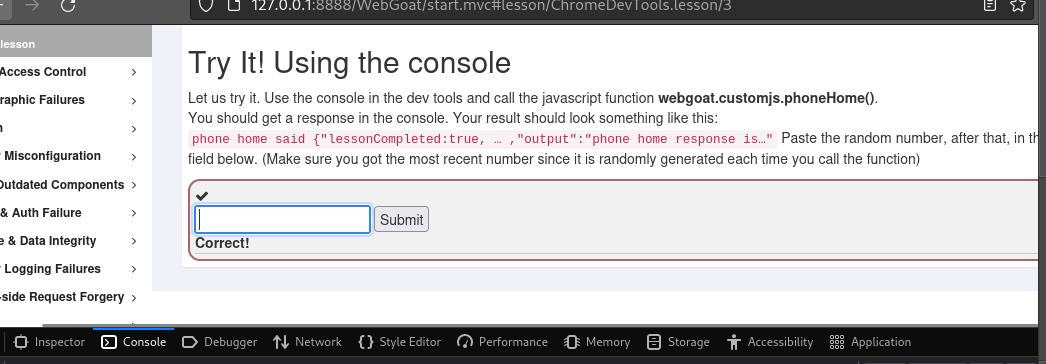 127.0.0.1:8888/WebGoat/start.mvc#lesson/ChromeDevTools.lesson/3
lesson
Access Control
raphic Failures
n
Misconfiguration
Outdated Components
& Auth Failure
e & Data Integrity
Logging Failures
-side Request Forgery
Try It! Using the console
Let us try it. Use the console in the dev tools and call the javascript function webgoat.customjs.phoneHome().
You should get a response in the console. Your result should look something like this:
phone home said {"lessonCompleted:true, … ,"output":"phone home response is…" Paste the random number, after that, in th
field below. (Make sure you got the most recent number since it is randomly generated each time you call the function)
Submit
Correct!
Inspector Console Debugger Network Style Editor Performance Memory Storage Accessibility Application